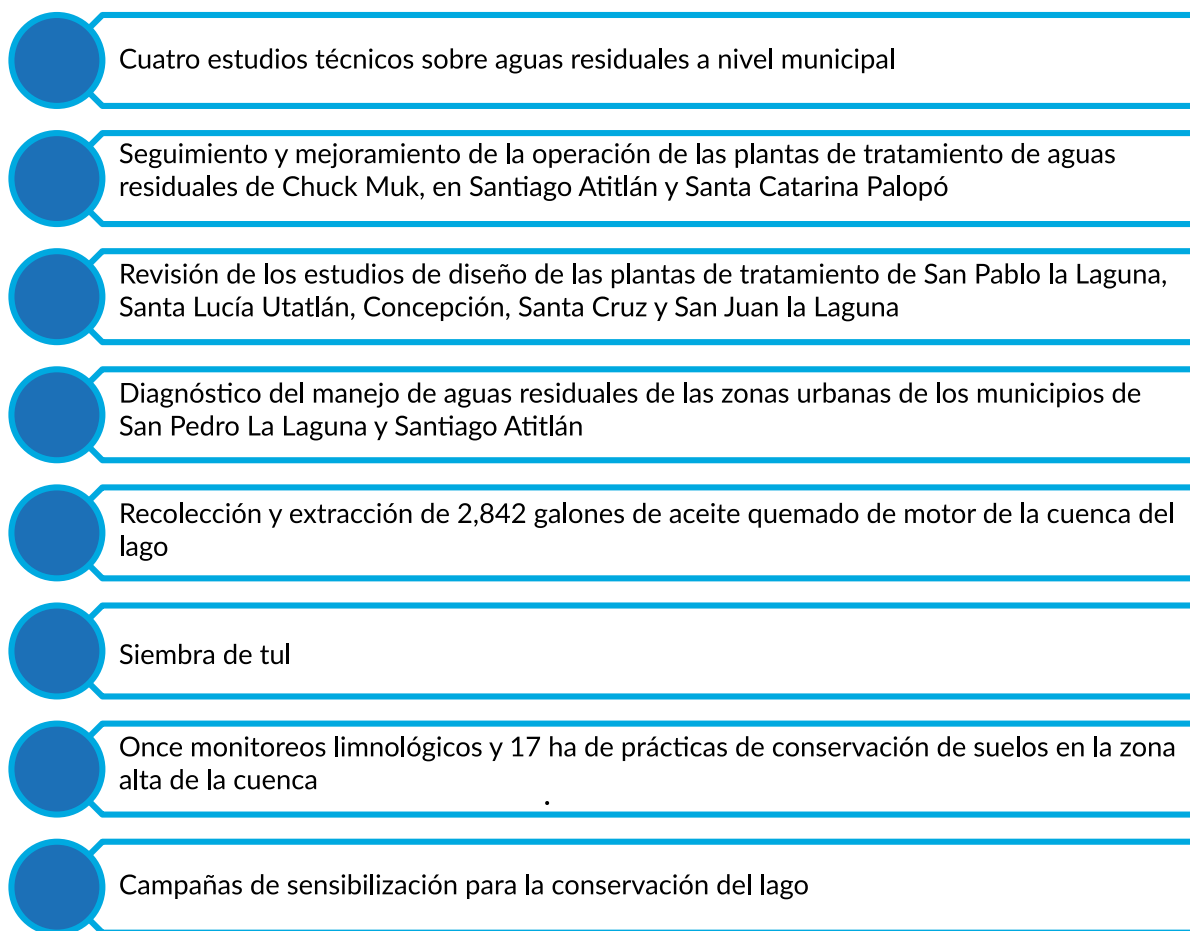 Cuatro estudios técnicos sobre aguas residuales a nivel municipal
Seguimiento y mejoramiento de la operación de las plantas de tratamiento de aguas
residuales de Chuck Muk, en Santiago Atitlán y Santa Catarina Palopó
Revisión de los estudios de diseño de las plantas de tratamiento de San Pablo la Laguna,
Santa Lucía Utatlán, Concepción, Santa Cruz y San Juan la Laguna
Diagnóstico del manejo de aguas residuales de las zonas urbanas de los municipios de
San Pedro La Laguna y Santiago Atitlán
Recolección y extracción de 2,842 galones de aceite quemado de motor de la cuenca del
lago
Siembra de tul
Once monitoreos limnológicos y 17 ha de prácticas de conservación de suelos en la zona
alta de la cuenca
.
Campañas de sensibilización para la conservación del lago